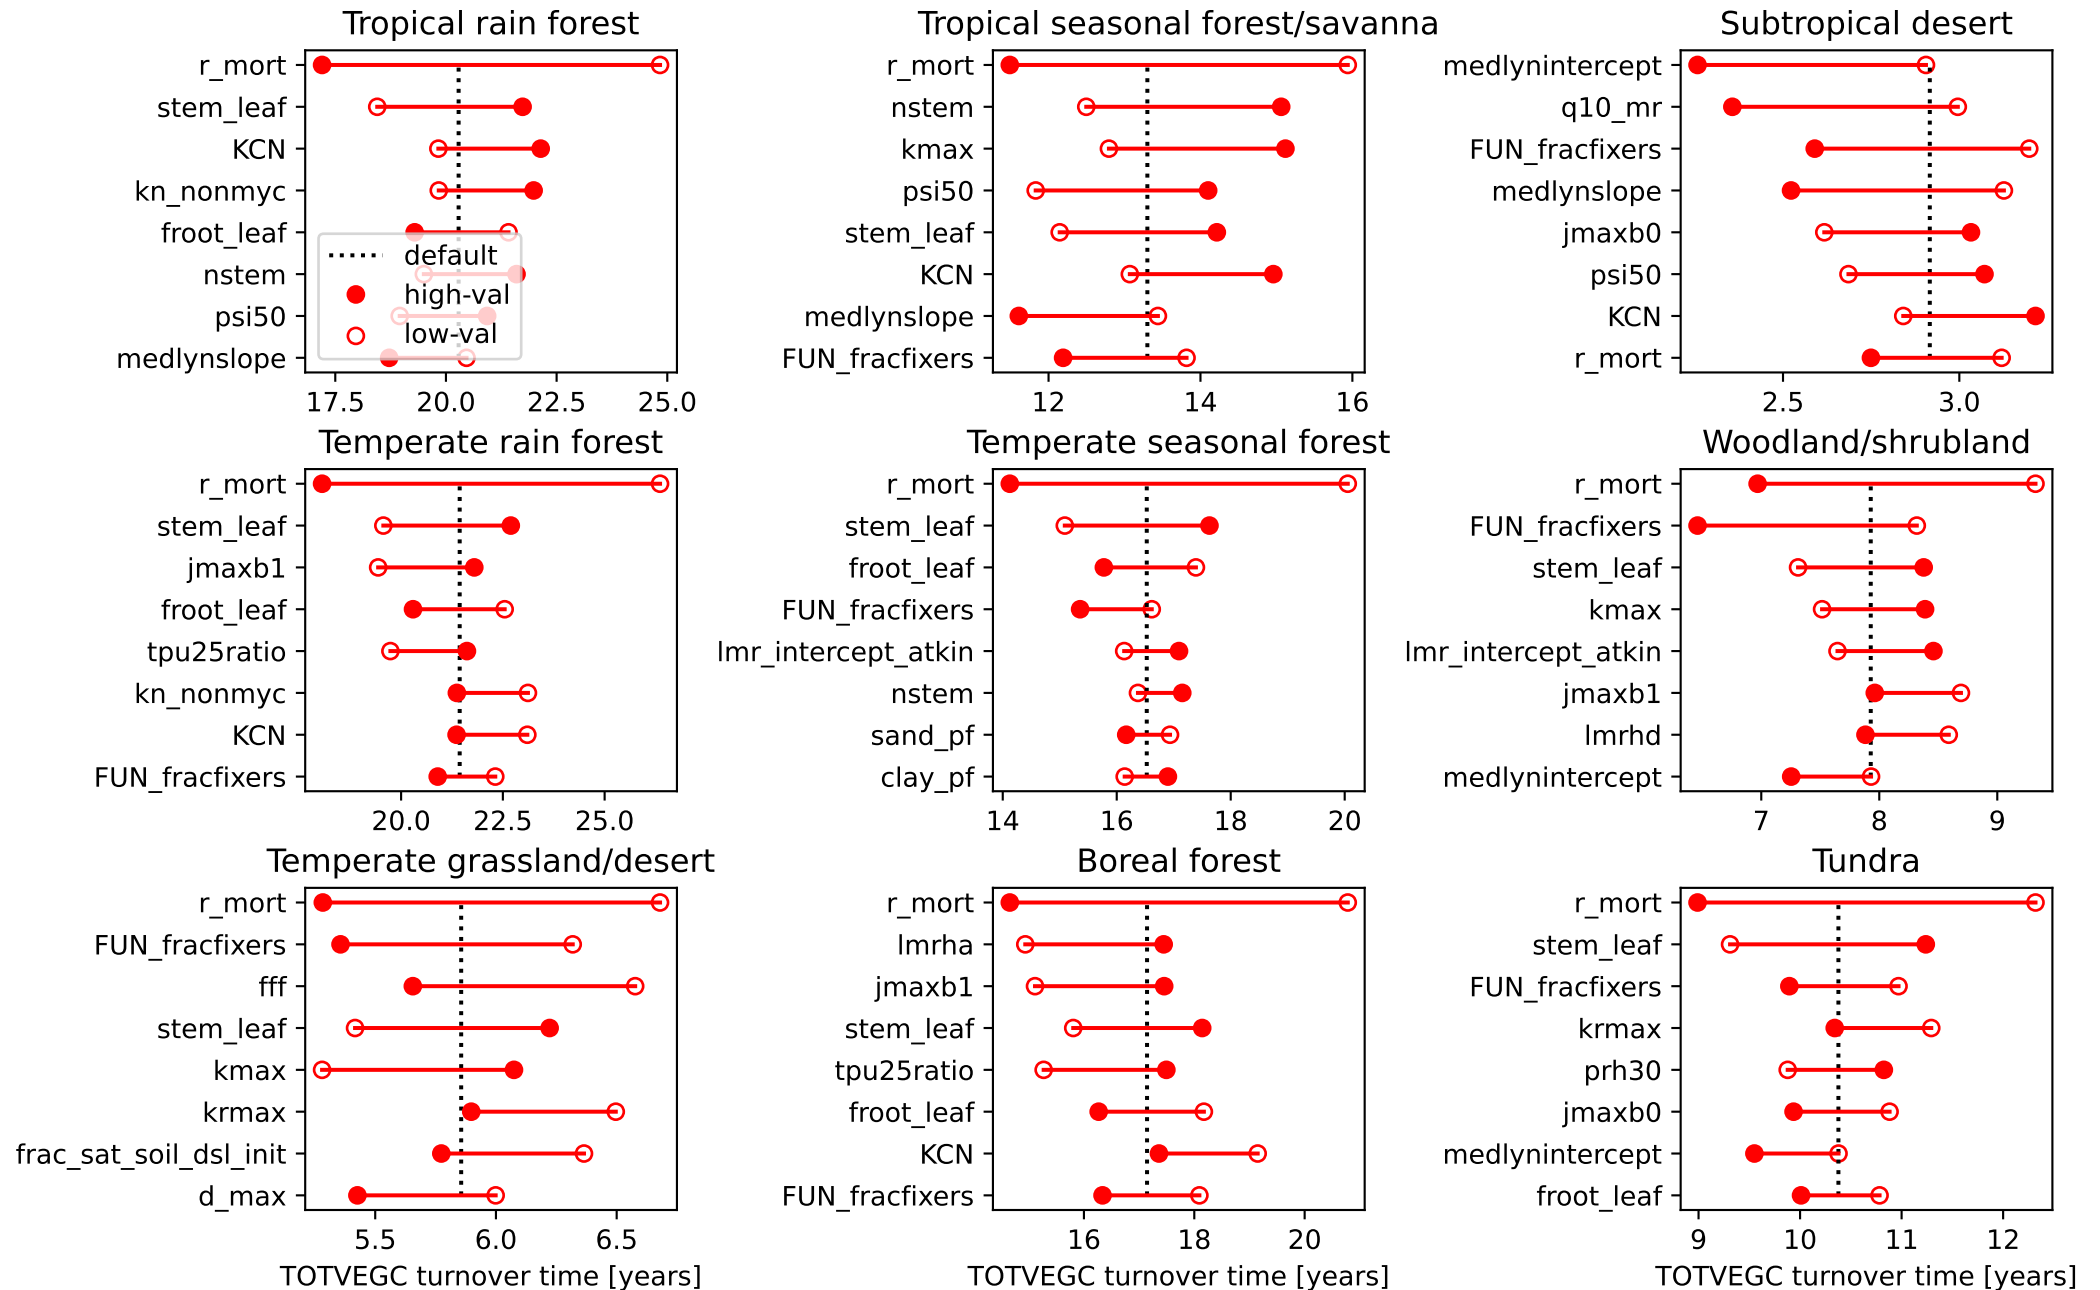 Tropical rain forest
r_mort
stem_leaf
KCN
kn_nonmyc
froot_leaf
nstem
psi50
medlynslope
default
high-val
low-val
17.5 20.0 22.5 25.0
Tropical seasonal forest/savanna
r_mort
nstem
kmax
psi50
stem_leaf
KCN
medlynslope
FUN_fracfixers
12 14 16
Subtropical desert
medlynintercept
q10_mr
FUN_fracfixers
medlynslope
jmaxb0
psi50
KCN
r_mort
2.5 3.0
Temperate rain forest
r_mort
stem_leaf
jmaxb1
froot_leaf
tpu25ratio
kn_nonmyc
KCN
FUN_fracfixers
20.0 22.5 25.0
Temperate seasonal forest
r_mort
stem_leaf
froot_leaf
FUN_fracfixers
lmr_intercept_atkin
nstem
sand_pf
clay_pf
14 16 18 20
Woodland/shrubland
r_mort
FUN_fracfixers
stem_leaf
kmax
lmr_intercept_atkin
jmaxb1
lmrhd
medlynintercept
7 8 9
Temperate grassland/desert
r_mort
FUN_fracfixers
fff
stem_leaf
kmax
krmax
frac_sat_soil_dsl_init
d_max
5.5 6.0 6.5
TOTVEGC turnover time [years]
Boreal forest
r_mort
lmrha
jmaxb1
stem_leaf
tpu25ratio
froot_leaf
KCN
FUN_fracfixers
16 18 20
TOTVEGC turnover time [years]
Tundra
r_mort
stem_leaf
FUN_fracfixers
krmax
prh30
jmaxb0
medlynintercept
froot_leaf
9 10 11 12
TOTVEGC turnover time [years]